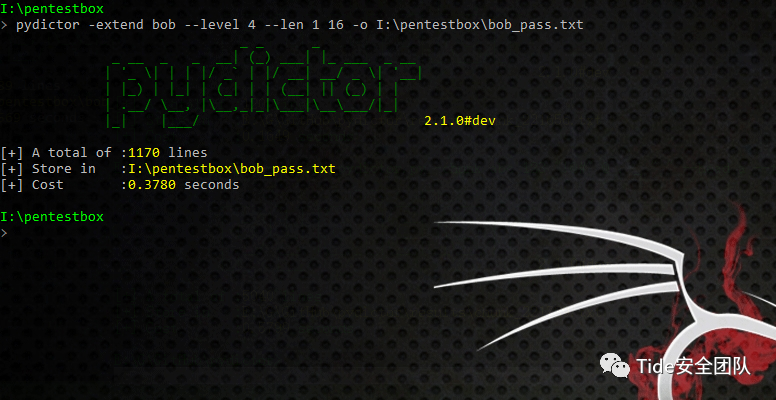 I:\pentestbox
> pydictor -extend bob --level 4 --len 1 16 -o I:\pentestbox\bob_pass.txt
pydictor
2.1.0#dev
[+] A total of :1170 lines
[+] Store in :I:\pentestbox\bob_pass.txt
[+] Cost :0.3780 seconds
I:\pentestbox
>
Tide安全团队